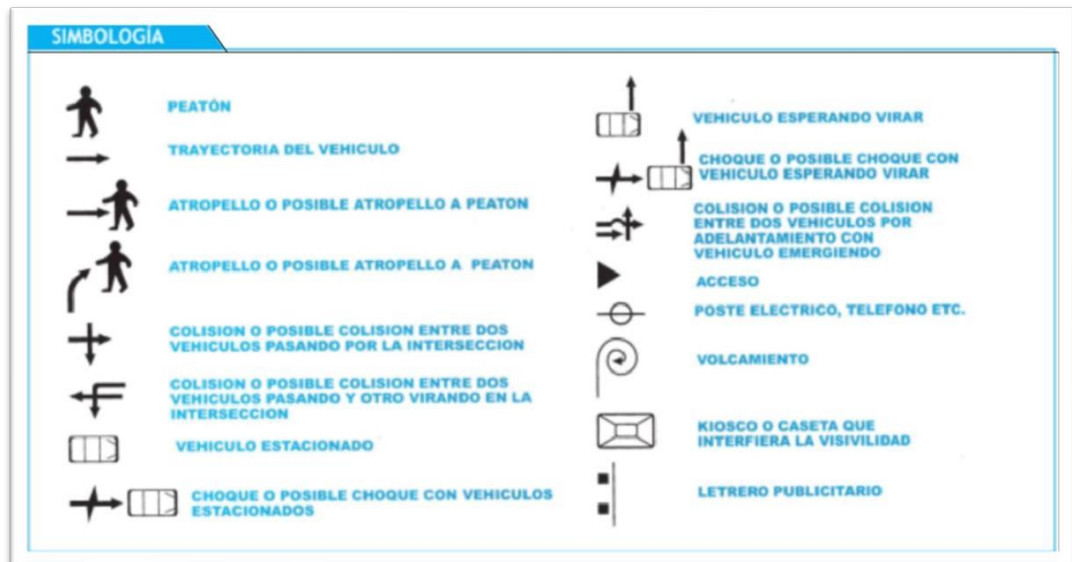 SIMBOLOGÍA
PEATÓN
TRAYECTORIA DEL VEHICULO
ATROPELLO O POSIBLE ATROPELLO A PEATON
ATROPELLO O POSIBLE ATROPELLO A PEATON
COLISION O POSIBLE COLISION ENTRE DOS
VEHICULOS PASANDO POR LA INTERSECCION
COLISION O POSIBLE COLISION ENTRE DOS
VEHICULOS PASANDO Y OTRO VIRANDO EN LA
INTERSECCION
VEHICULO ESTACIONADO
CHOQUE O POSIBLE CHOQUE CON VEHICULOS
ESTACIONADOS
VEHICULO ESPERANDO VIRAR
CHOQUE O POSIBLE CHOQUE CON
VEHICULO ESPERANDO VIRAR
COLISION O POSIBLE COLISION
ENTRE DOS VEHICULOS POR
ADELANTAMIENTO CON
VEHICULO EMERGIENDO
ACCESO
POSTE ELECTRICO, TELEFONO ETC.
VOLCAMIENTO
KIOSCO O CASETA QUE
INTERFIERA LA VISIVILIDAD
LETRERO PUBLICITARIO